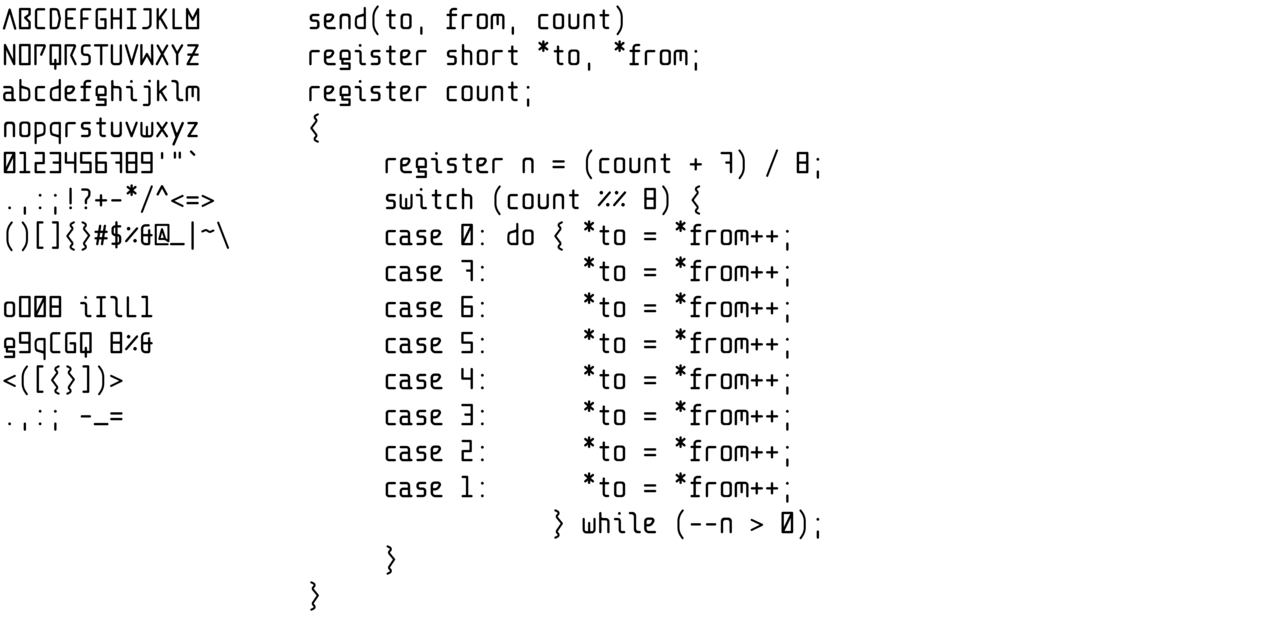 ABCDEFGHIJKLM
NOPQRSTUVWXYZ
abcdefghijklm
nopqrstuvwxyz
0123456789'"`
.,:;!?+-*/^<=>
()[]{}#$%&@_|~\
oO08 iIlL1
g9qCGQ 8%&
<([{}])>
.,:; -_=
send(to, from, count)
register short *to, *from;
register count;
{
register n = (count + 7) / 8;
switch (count %% 8) {
case 0: do { *to = *from++;
case 7: *to = *from++;
case 6: *to = *from++;
case 5: *to = *from++;
case 4: *to = *from++;
case 3: *to = *from++;
case 2: *to = *from++;
case 1: *to = *from++;
} while (--n > 0);
}
}